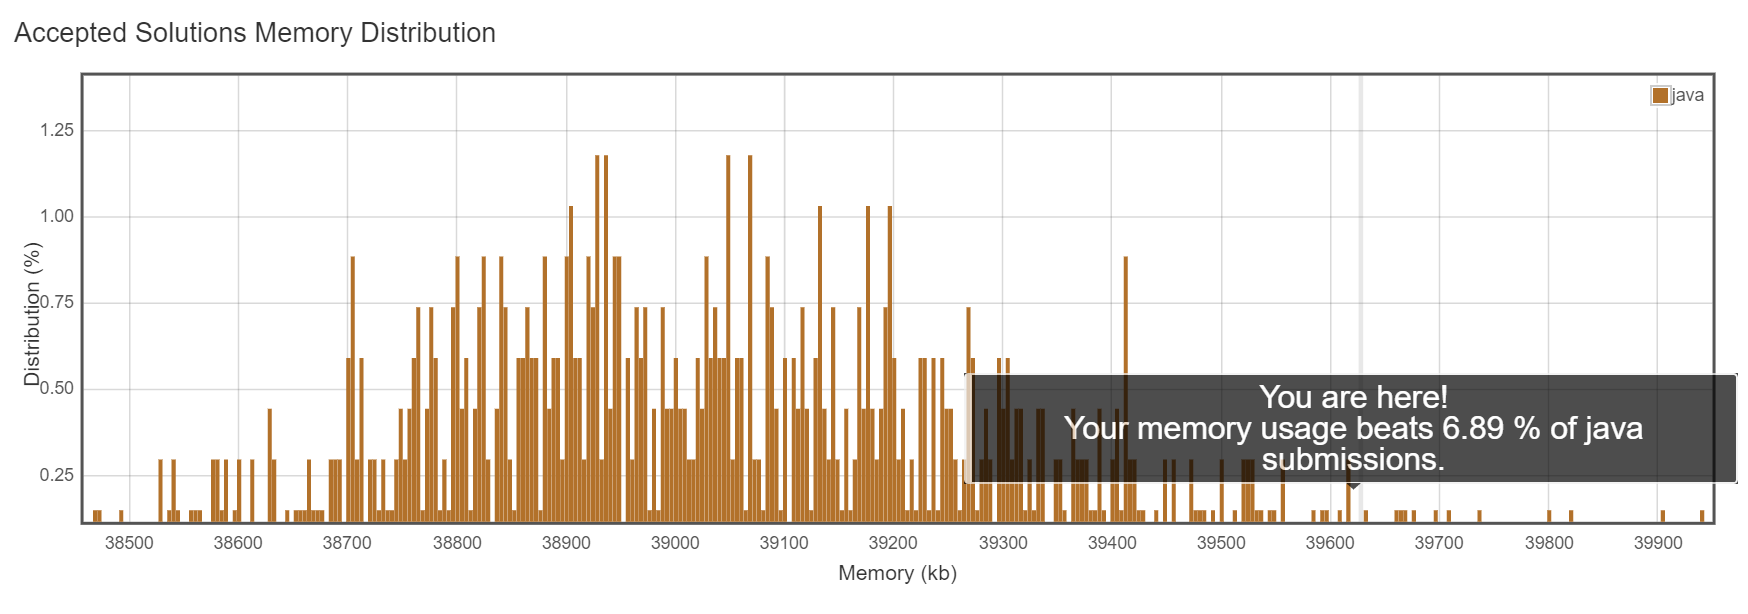 Accepted Solutions Memory Distribution
java
1.25
1.00
0.75
0.50
0.25
Distribution (%)
You are here!
Your memory usage beats 6.89 % of java
submissions.
38500 38600 38700 38800 38900 39000 39100 39200 39300 39400 39500 39600 39700 39800 39900
Memory (kb)